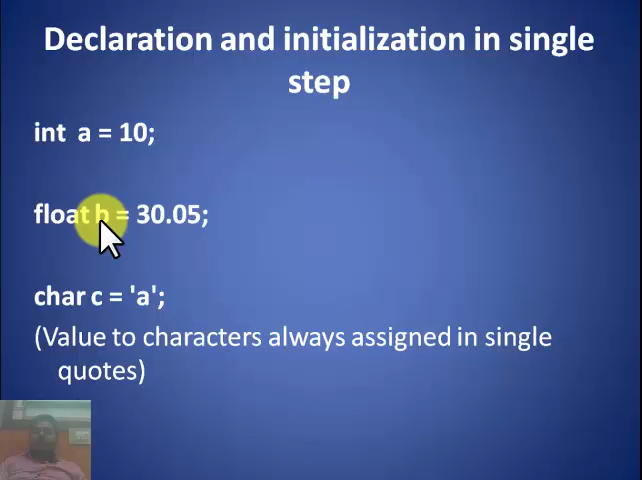 Declaration and initialization in single
step
int a = 10;
float b = 30.05;
char c = 'a';
(Value to characters always assigned in single
quotes)